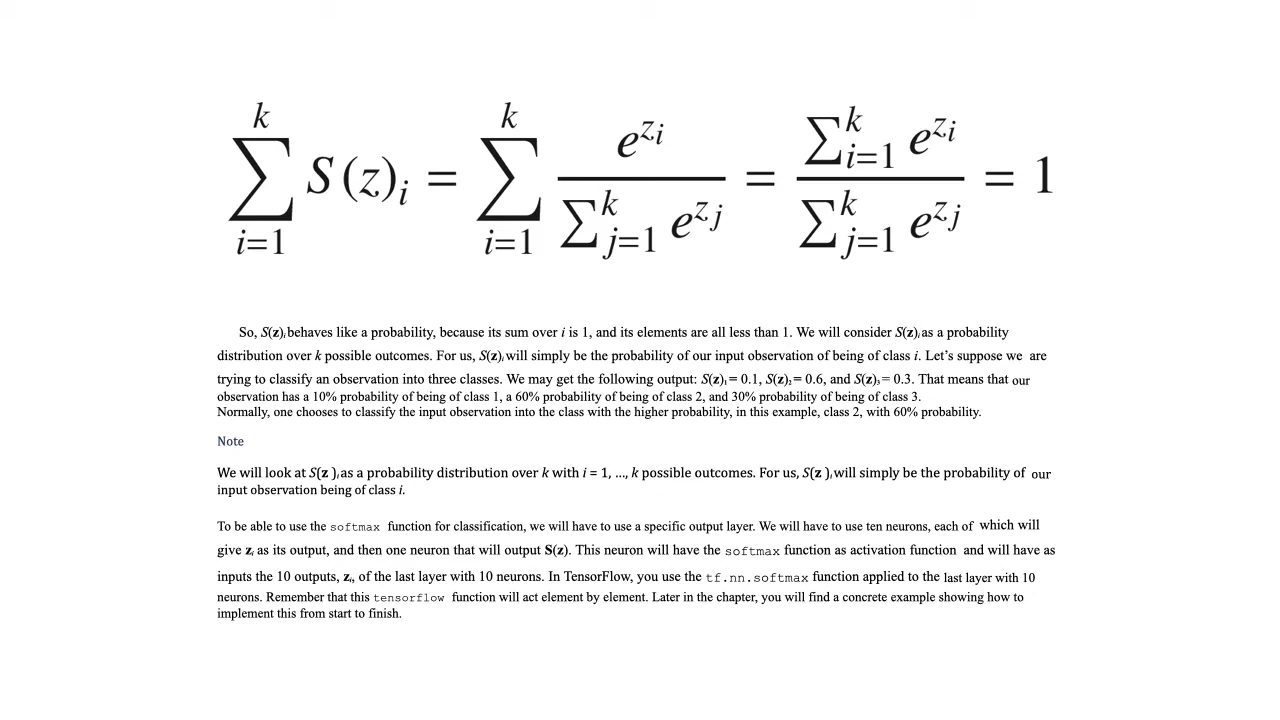 ∑_{i=1}^{k} S(z)_i = ∑_{i=1}^{k} e^{z_i} / ∑_{j=1}^{k} e^{z_j} = ∑_{i=1}^{k} e^{z_i} / ∑_{j=1}^{k} e^{z_j} = 1
So, S(z)ᵢ behaves like a probability, because its sum over i is 1, and its elements are all less than 1. We will consider S(z)ᵢ as a probability
distribution over k possible outcomes. For us, S(z)ᵢ will simply be the probability of our input observation of being of class i. Let’s suppose we are
trying to classify an observation into three classes. We may get the following output: S(z)₁ = 0.1, S(z)₂ = 0.6, and S(z)₃ = 0.3. That means that our
observation has a 10% probability of being of class 1, a 60% probability of being of class 2, and 30% probability of being of class 3.
Normally, one chooses to classify the input observation into the class with the higher probability, in this example, class 2, with 60% probability.
Note
We will look at S(z )ᵢ as a probability distribution over k with i = 1, ..., k possible outcomes. For us, S(z )ᵢ will simply be the probability of our
input observation being of class i.
To be able to use the softmax function for classification, we will have to use a specific output layer. We will have to use ten neurons, each of which will
give zᵢ as its output, and then one neuron that will output S(z). This neuron will have the softmax function as activation function and will have as
inputs the 10 outputs, zᵢ, of the last layer with 10 neurons. In TensorFlow, you use the tf.nn.softmax function applied to the last layer with 10
neurons. Remember that this tensorflow function will act element by element. Later in the chapter, you will find a concrete example showing how to
implement this from start to finish.